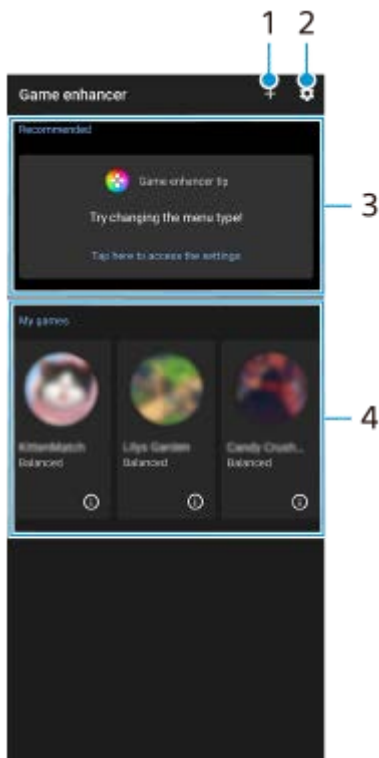 1 2
Game enhancer
Recommended
Game enhancer tip
Try changing the menu type!
Tap here to access the settings
3
My games
4
KittenMatch Lilys Garden Candy Crush...
Balanced Balanced Balanced